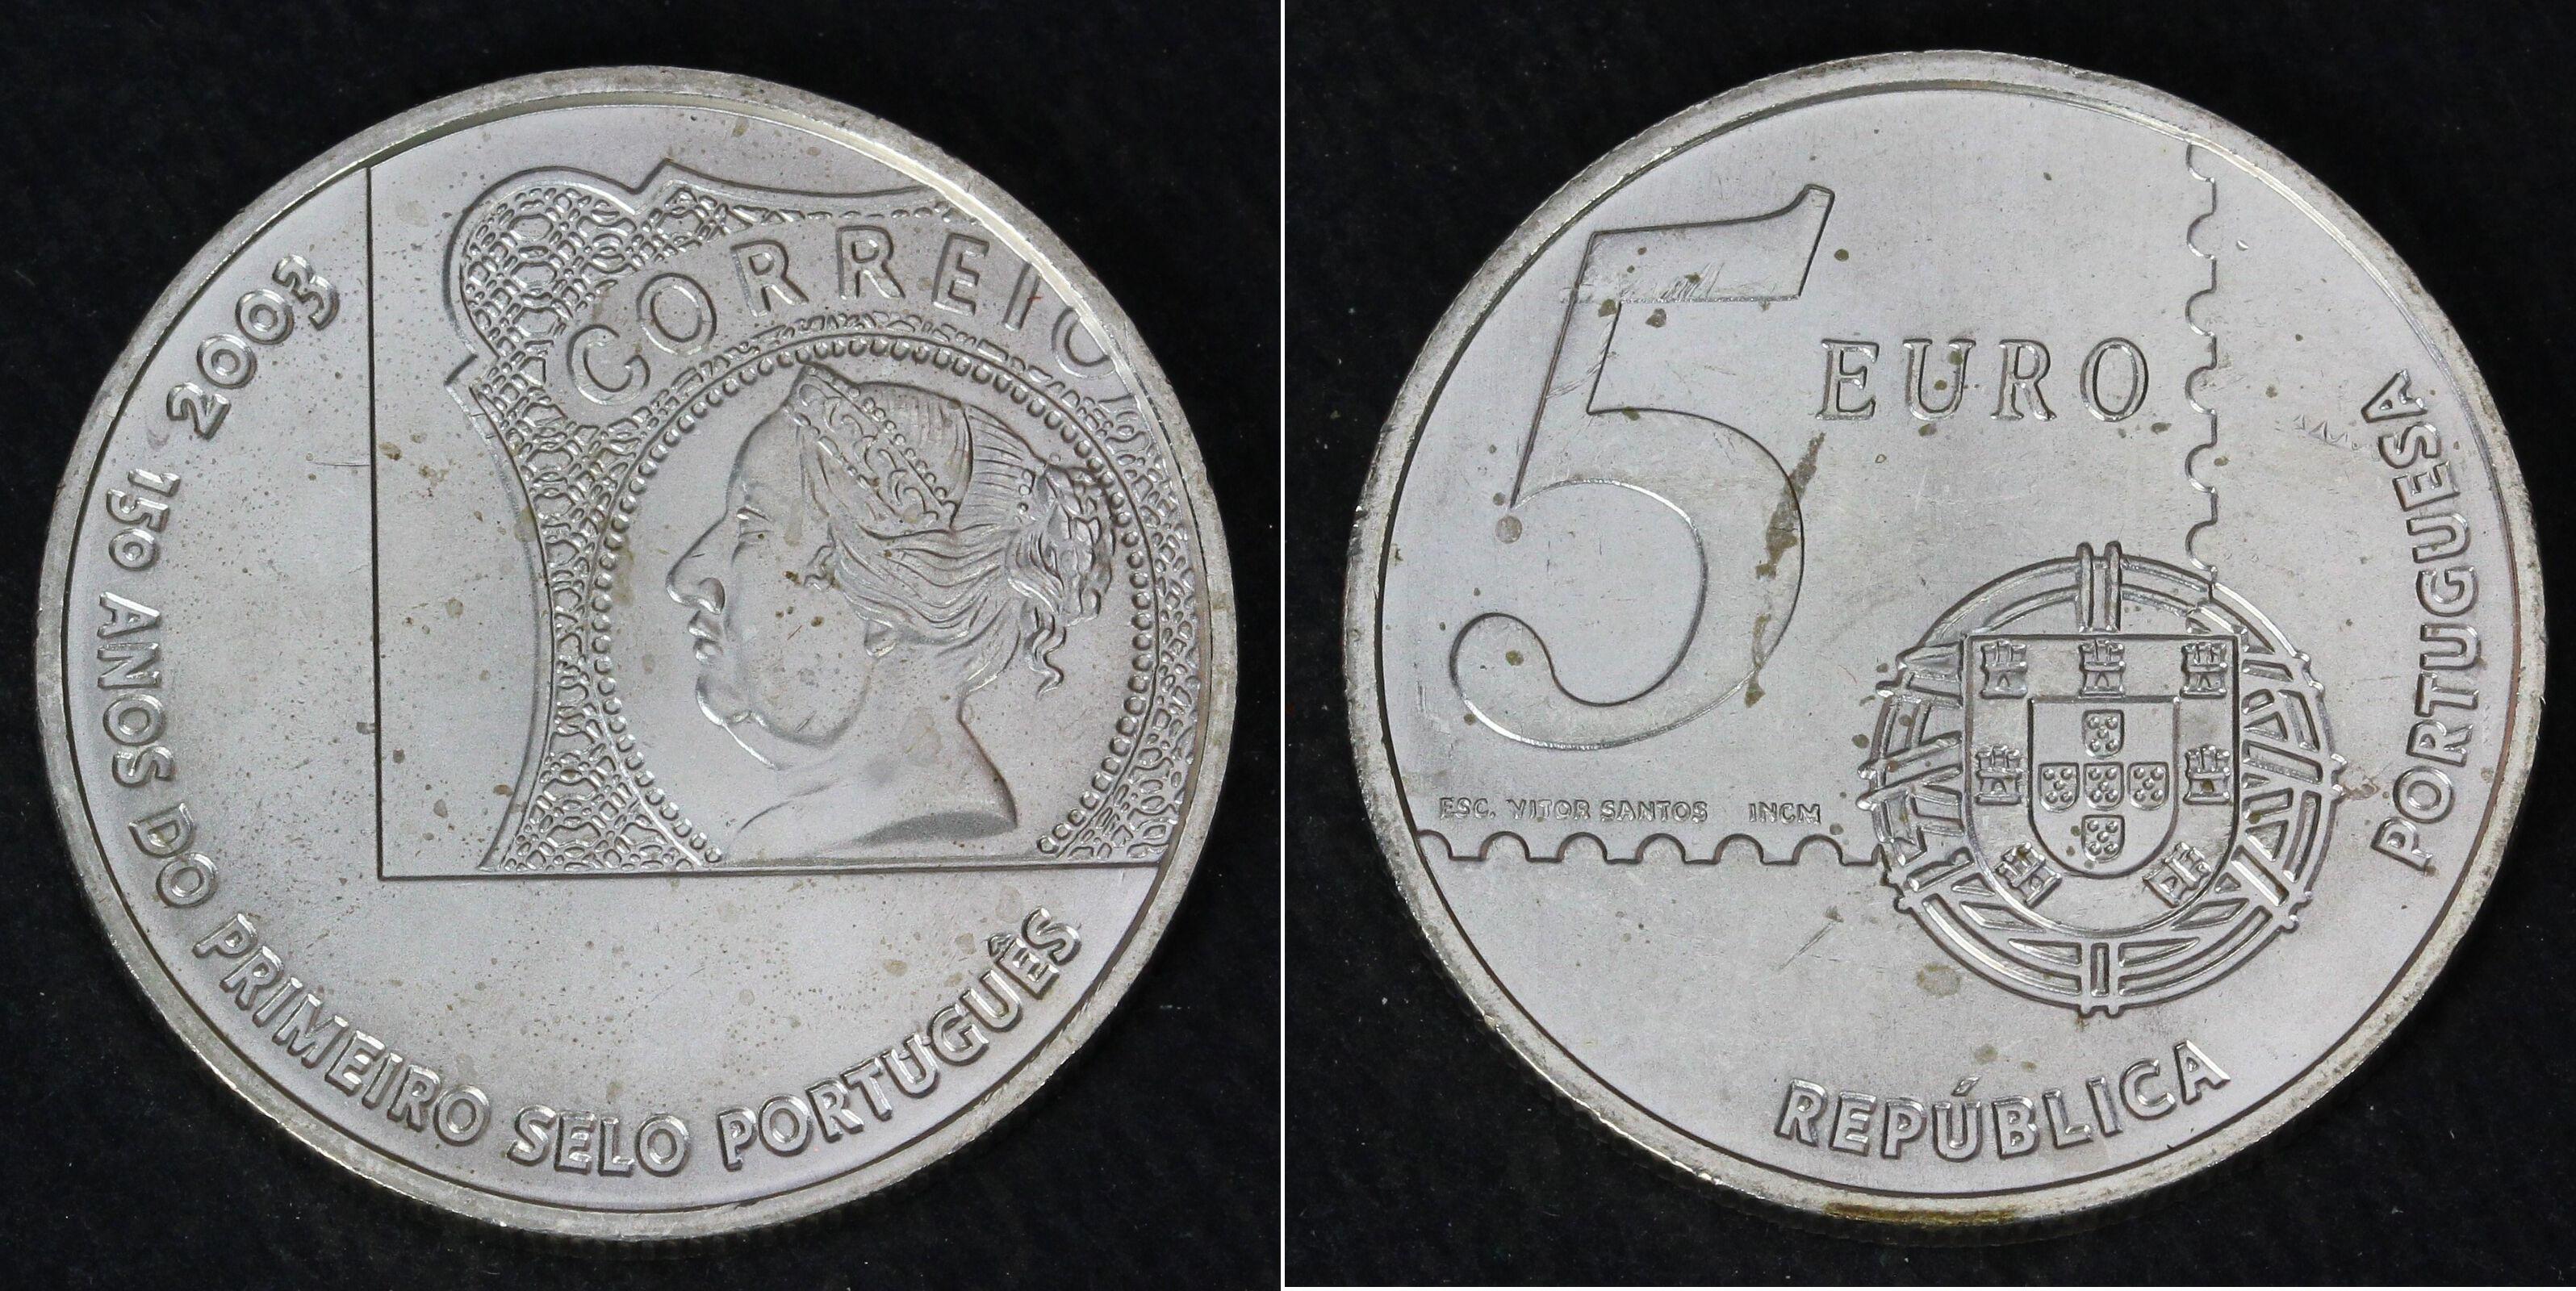 150 ANOS DO PRIMEIRO SELO PORTUGUÊS
2003
CORREIO
5 EURO
ESC. VITOR SANTOS INCM
REPÚBLICA PORTUGUESA